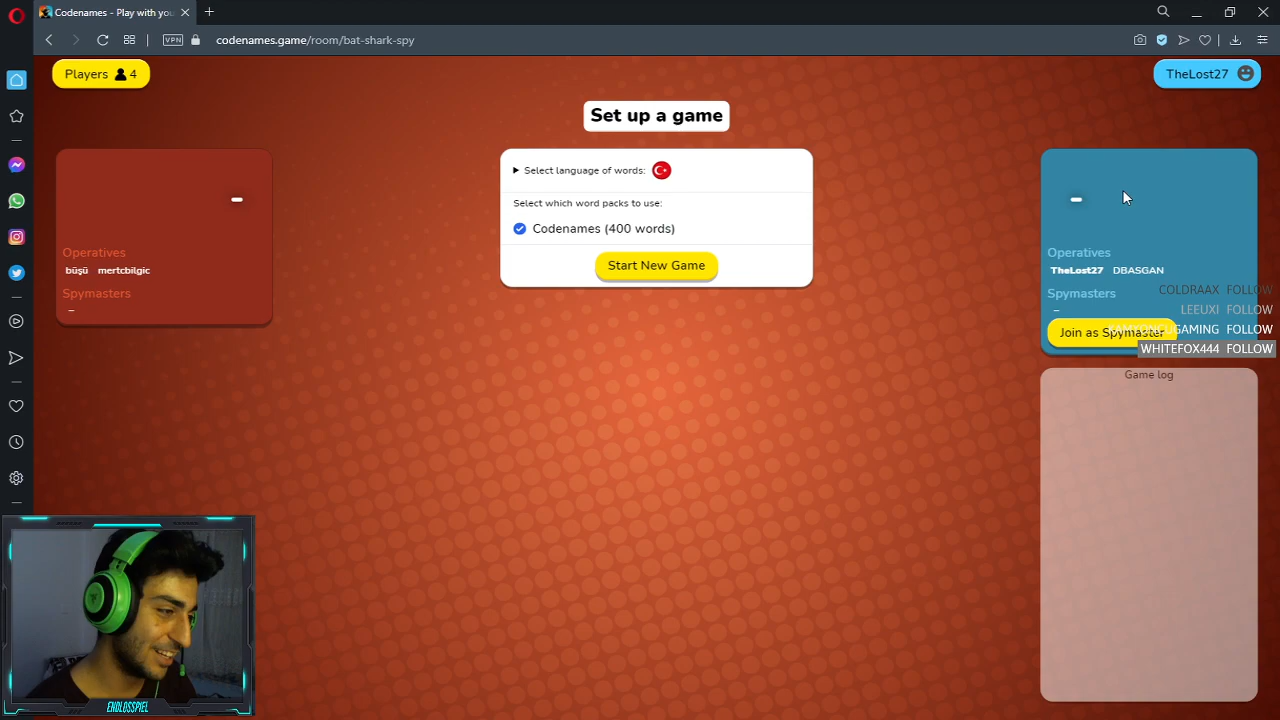 Codenames - Play with you
codenames.game/room/bat-shark-spy
VPN
Players 4
TheLost27
Set up a game
Select language of words:
Select which word packs to use:
Codenames (400 words)
Start New Game
Operatives
büşü mertcbilgic
Spymasters
–
Operatives
TheLost27 DBASGAN
Spymasters
–
Join as Spymaster
COLDRAAX FOLLOW
LEEUXI FOLLOW
FOLLOW
WHITEFOX444 FOLLOW
Game log
ENDLOSSPIEL